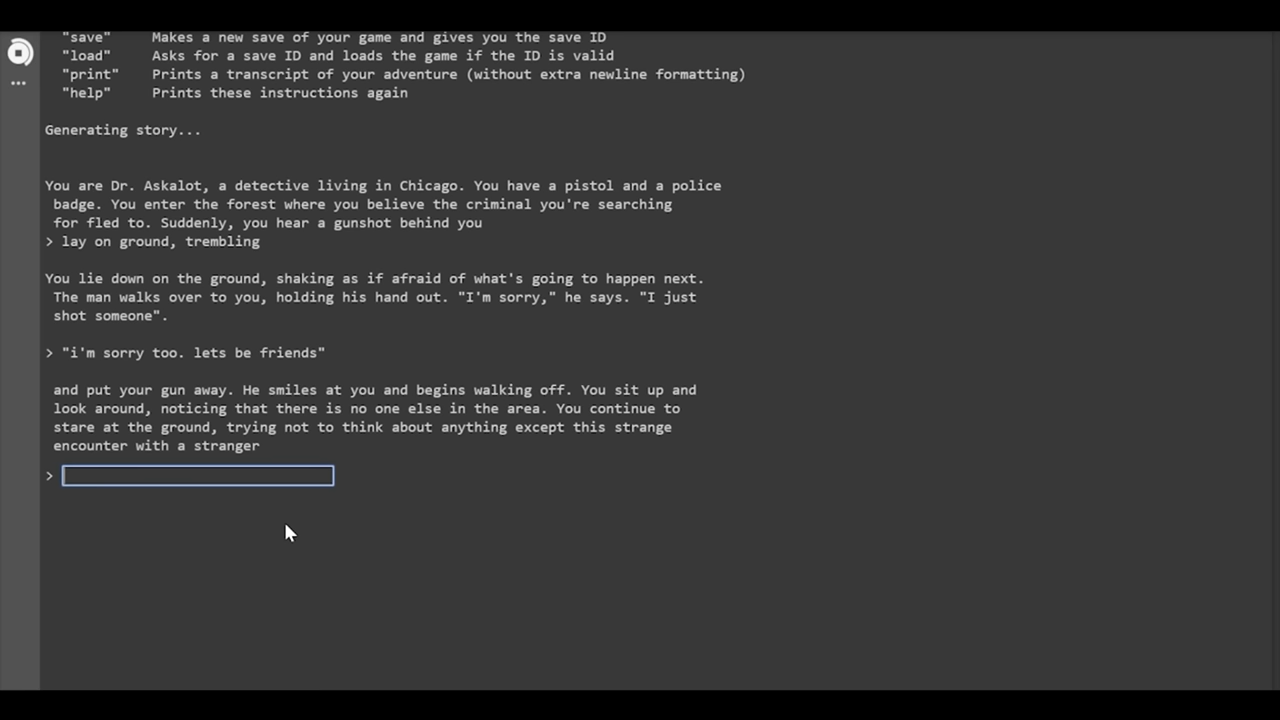 "save"     Makes a new save of your game and gives you the save ID
"load"     Asks for a save ID and loads the game if the ID is valid
"print"    Prints a transcript of your adventure (without extra newline formatting)
"help"     Prints these instructions again
Generating story...
You are Dr. Askalot, a detective living in Chicago. You have a pistol and a police
badge. You enter the forest where you believe the criminal you're searching
for fled to. Suddenly, you hear a gunshot behind you
> lay on ground, trembling
You lie down on the ground, shaking as if afraid of what's going to happen next.
The man walks over to you, holding his hand out. "I'm sorry," he says. "I just
shot someone".
> "i'm sorry too. lets be friends"
and put your gun away. He smiles at you and begins walking off. You sit up and
look around, noticing that there is no one else in the area. You continue to
stare at the ground, trying not to think about anything except this strange
encounter with a stranger
>